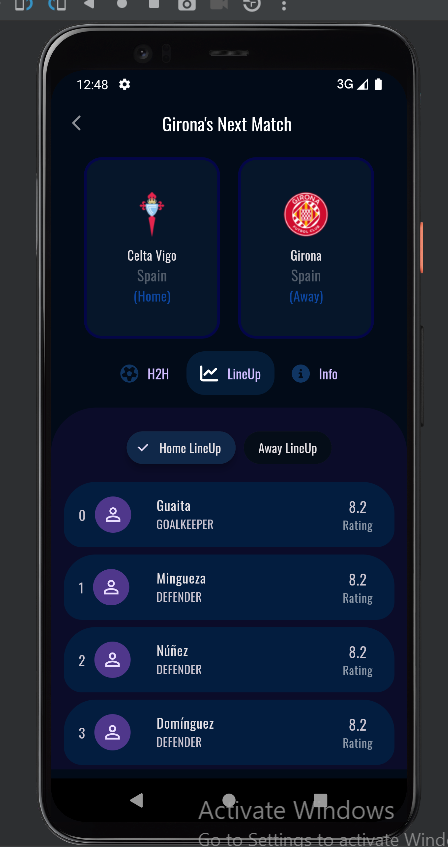 12:48
3G
Girona's Next Match
Celta Vigo
Spain
(Home)
GIRONA
Girona
Spain
(Away)
H2H
LineUp
Info
Home LineUp
Away LineUp
0
Guaita
GOALKEEPER
8.2
Rating
1
Mingueza
DEFENDER
8.2
Rating
2
Núñez
DEFENDER
8.2
Rating
3
Domínguez
DEFENDER
8.2
Rating
Activate Windows
Go to Settings to activate Wind